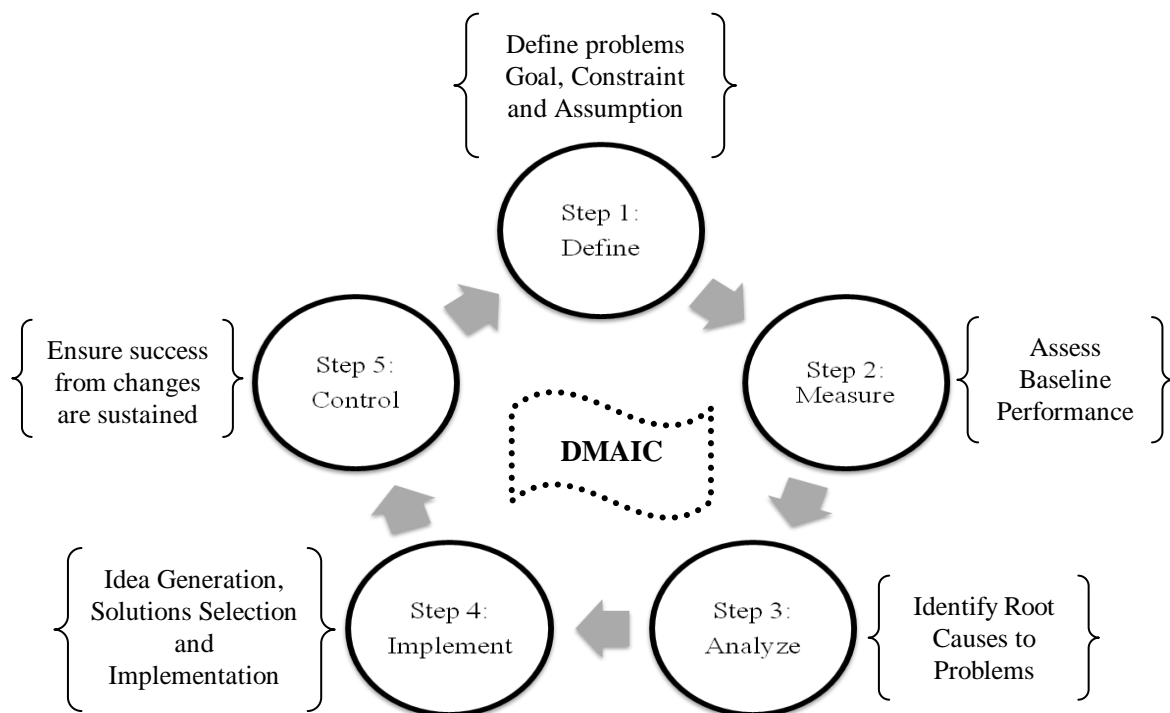 Define problems
Goal, Constraint
and Assumption
Step 1:
Define
Step 2:
Measure
Assess
Baseline
Performance
Step 3:
Analyze
Identify Root
Causes to
Problems
Step 4:
Implement
Idea Generation,
Solutions Selection
and
Implementation
Step 5:
Control
Ensure success
from changes
are sustained
DMAIC